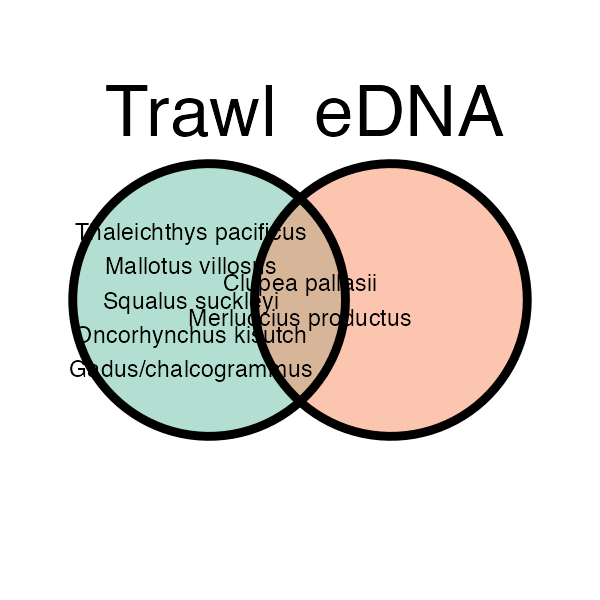 Trawl eDNA
Thaleichthys pacificus
Mallotus villosus
Clupea pallasii
Squalus suckleyi
Merluccius productus
Oncorhynchus kisutch
Gadus/chalcogrammus